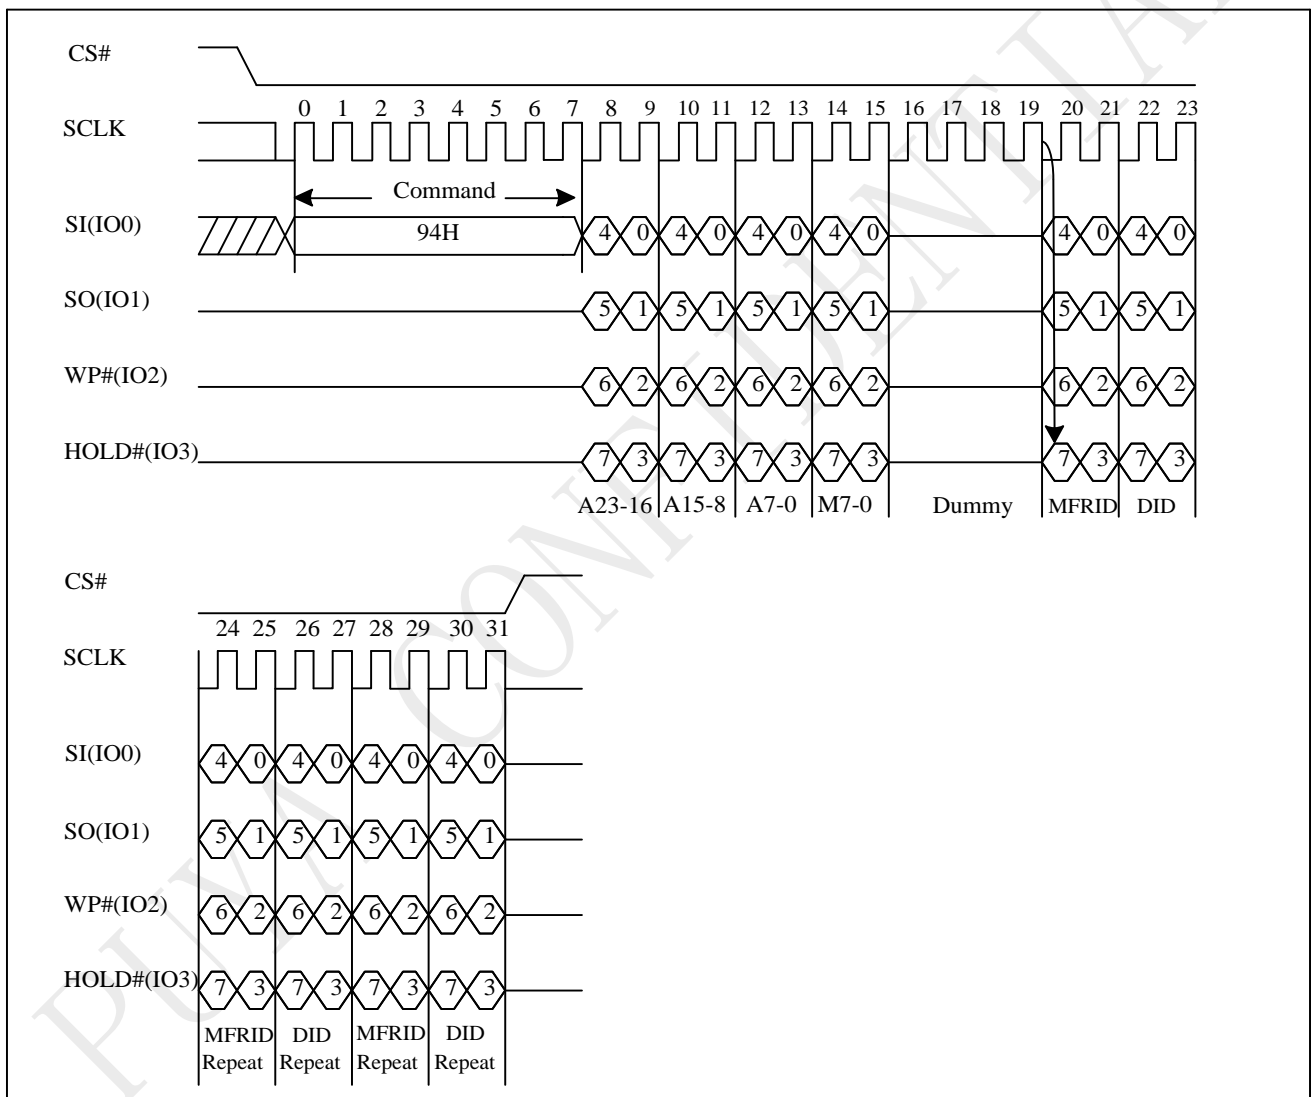 CS#
0 1 2 3 4 5 6 7 8 9 10 11 12 13 14 15 16 17 18 19 20 21 22 23
SCLK
Command
SI(IO0) 94H 4 0 4 0 4 0 4 0 4 0 4 0
SO(IO1) 5 1 5 1 5 1 5 1 5 1 5 1
WP#(IO2) 6 2 6 2 6 2 6 2 6 2 6 2
HOLD#(IO3) 7 3 7 3 7 3 7 3 7 3 7 3
A23-16 A15-8 A7-0 M7-0 Dummy MFRID DID
CS#
24 25 26 27 28 29 30 31
SCLK
SI(IO0) 4 0 4 0 4 0 4 0
SO(IO1) 5 1 5 1 5 1 5 1
WP#(IO2) 6 2 6 2 6 2 6 2
HOLD#(IO3) 7 3 7 3 7 3 7 3
MFRID DID MFRID DID
Repeat Repeat Repeat Repeat
PUYA CONFIDENTIAL